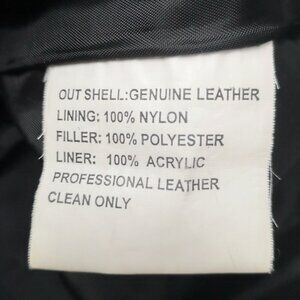 OUT SHELL:GENUINE LEATHER
LINING: 100% NYLON
FILLER: 100% POLYESTER
LINER: 100% ACRYLIC
PROFESSIONAL LEATHER
CLEAN ONLY